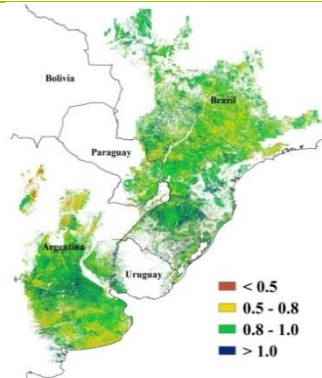 Bolivia
Brazil
Paraguay
Argentina
Uruguay
< 0.5
0.5 - 0.8
0.8 - 1.0
> 1.0